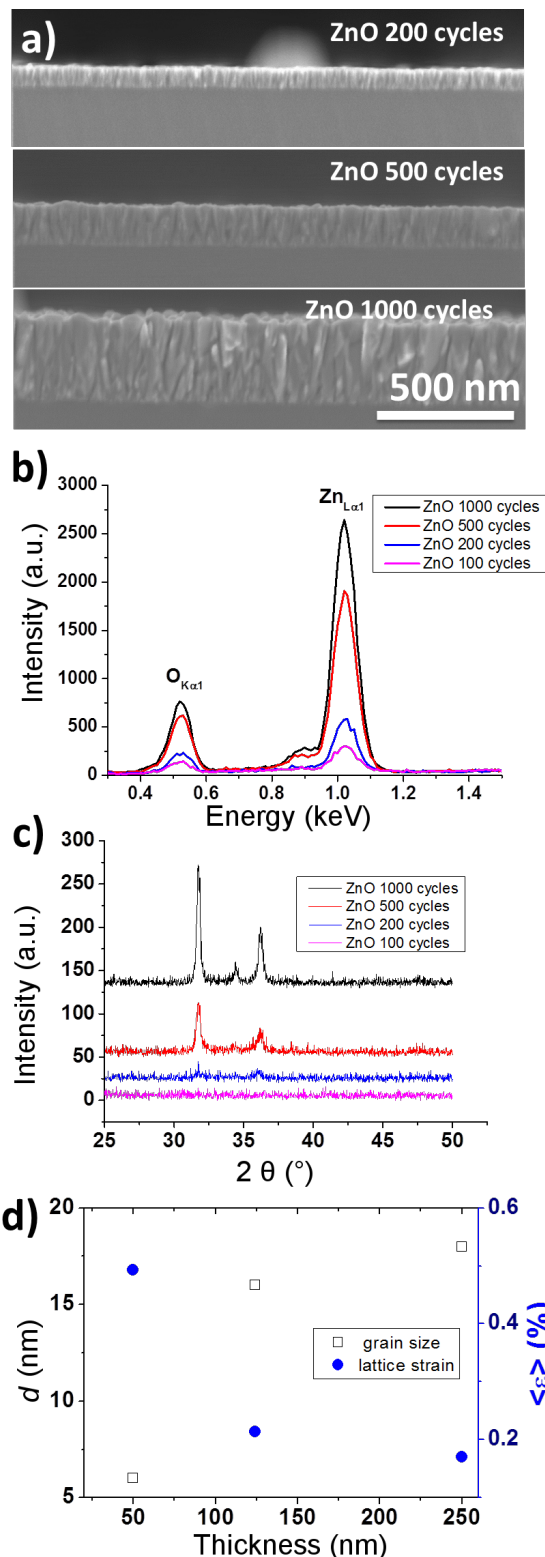 a)
ZnO 200 cycles
ZnO 500 cycles
ZnO 1000 cycles
500 nm
b)
3000
2500
2000
1500
1000
500
0
Intensity (a.u.)
O Kα1
Zn Lα1
ZnO 1000 cycles
ZnO 500 cycles
ZnO 200 cycles
ZnO 100 cycles
0.4 0.6 0.8 1.0 1.2 1.4
Energy (keV)
c)
300
250
200
150
100
50
0
Intensity (a.u.)
ZnO 1000 cycles
ZnO 500 cycles
ZnO 200 cycles
ZnO 100 cycles
25 30 35 40 45 50
2 θ (°)
d)
20
15
10
5
d (nm)
0.6
0.4
0.2
<ε> (%)
grain size
lattice strain
50 100 150 200 250
Thickness (nm)